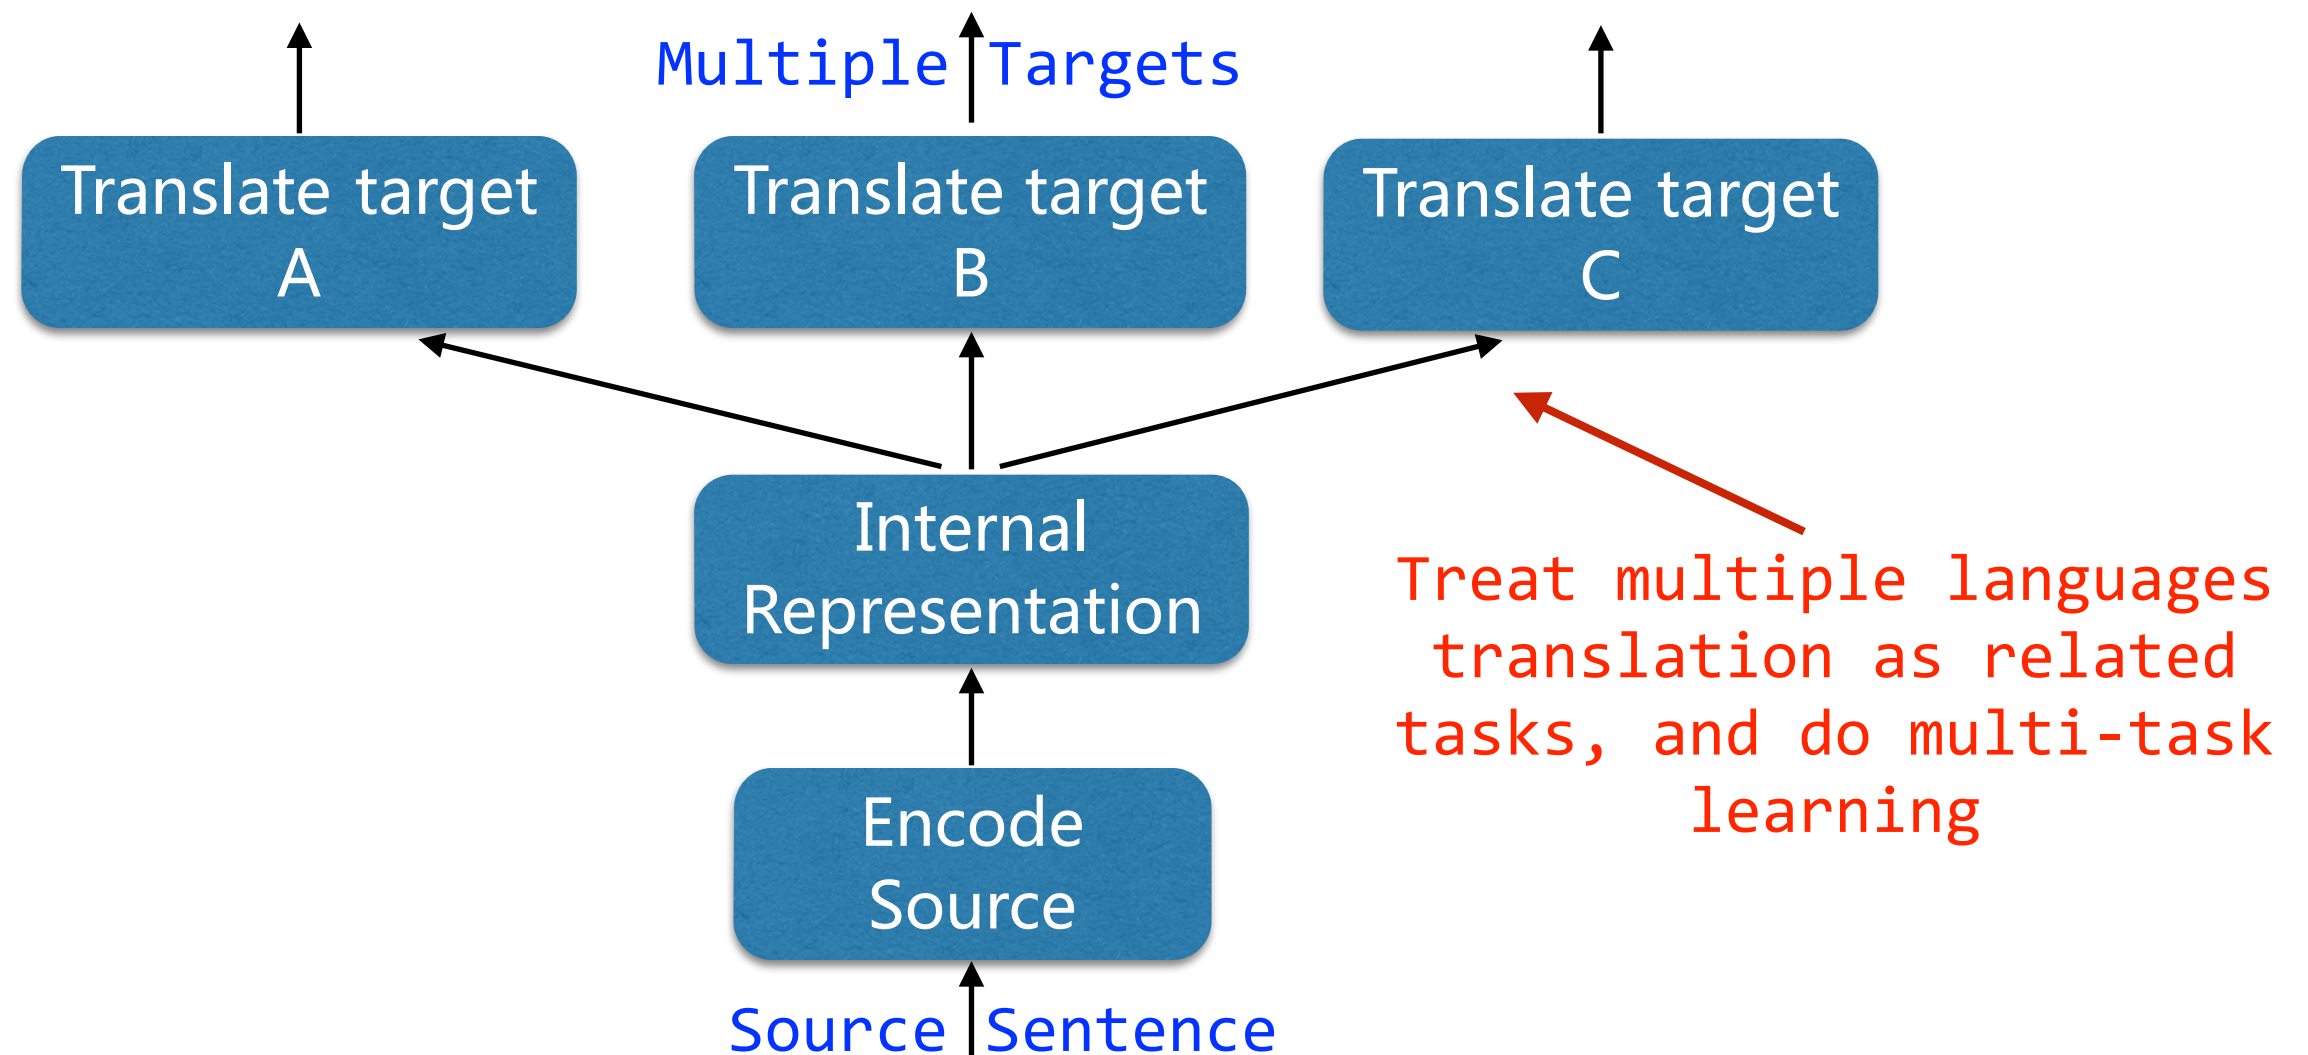 Multiple Targets
Translate target
A
Translate target
B
Translate target
C
Internal
Representation
Treat multiple languages
translation as related
tasks, and do multi-task
learning
Encode
Source
Source Sentence